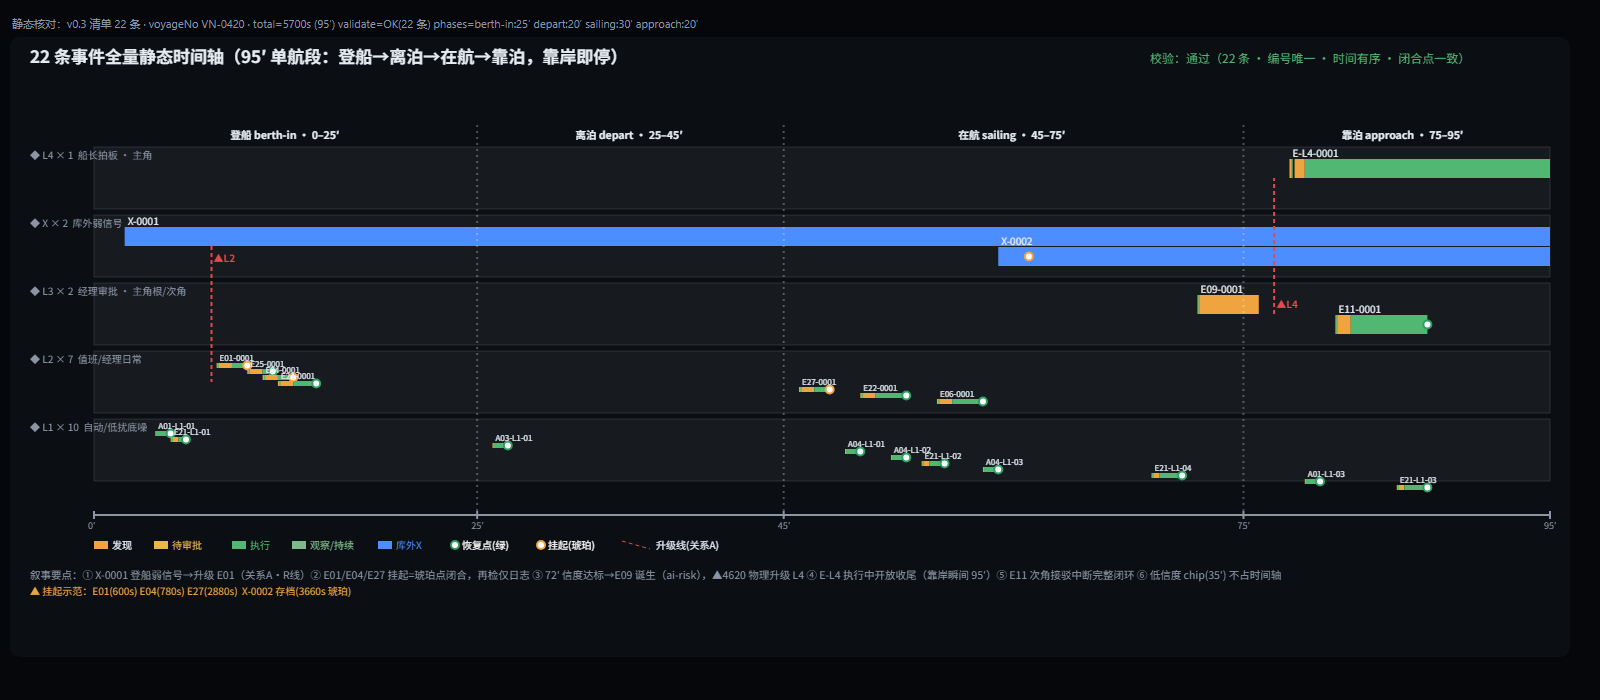 静态核对：v0.3 清单 22 条 · voyageNo VN-0420 · total=5700s (95′) validate=OK(22 条) phases=berth-in:25′ depart:20′ sailing:30′ approach:20′
22 条事件全量静态时间轴（95′ 单航段：登船→离泊→在航→靠泊，靠岸即停）
校验：通过（22 条 · 编号唯一 · 时间有序 · 闭合点一致）
登船 berth-in · 0–25′
离泊 depart · 25–45′
在航 sailing · 45–75′
靠泊 approach · 75–95′
◆ L4 × 1 船长拍板 · 主角
E-L4-0001
◆ X × 2 库外弱信号
X-0001
X-0002
▲L2
◆ L3 × 2 经理审批 · 主角根/次角
E09-0001
▲L4
E11-0001
◆ L2 × 7 值班/经理日常
E01-0001
E25-0001
E27-0001
E22-0001
E06-0001
◆ L1 × 10 自动/低扰底噪
A01-L1-01
E21-L1-01
A03-L1-01
A04-L1-01
A04-L1-02
E21-L1-02
A04-L1-03
E21-L1-04
A01-L1-03
E21-L1-03
0′
25′
45′
75′
95′
发现
待审批
执行
观察/持续
库外X
恢复点(绿)
挂起(琥珀)
升级线(关系A)
叙事要点：① X-0001 登船弱信号→升级 E01（关系A·R线）② E01/E04/E27 挂起=琥珀点闭合，再检仅日志 ③ 72′ 信度达标→E09 诞生（ai-risk），▲4620 物理升级 L4 ④ E-L4 执行中开放收尾（靠岸瞬间 95′）⑤ E11 次角接驳中断完整闭环 ⑥ 低信度 chip(35′) 不占时间轴
▲ 挂起示范：E01(600s) E04(780s) E27(2880s) X-0002 存档(3660s 琥珀)